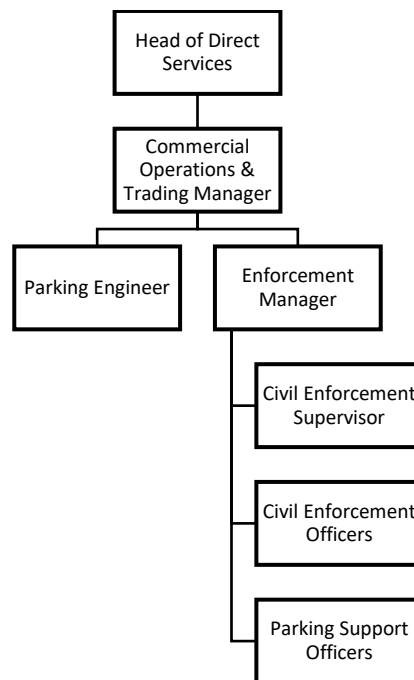 Head of Direct
Services
Commercial
Operations &
Trading Manager
Parking Engineer
Enforcement
Manager
Civil Enforcement
Supervisor
Civil Enforcement
Officers
Parking Support
Officers